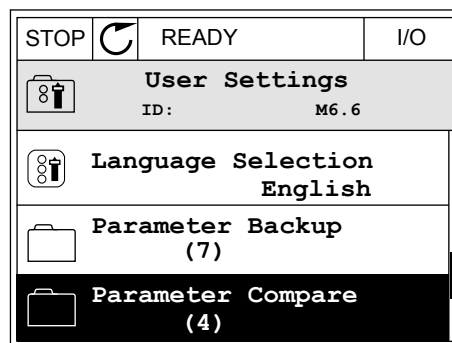 STOP READY I/O
User Settings
ID: M6.6
Language Selection
English
Parameter Backup
(7)
Parameter Compare
(4)